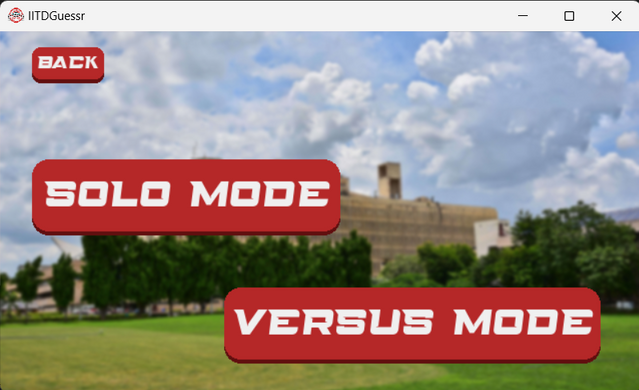 IITDGuessr
BACK
SOLO MODE
VERSUS MODE